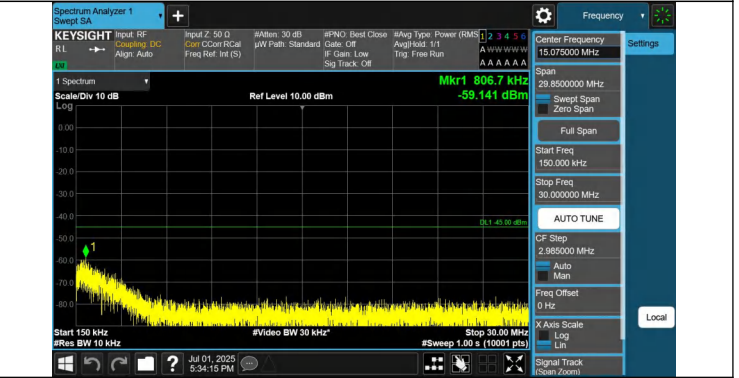 Spectrum Analyzer 1
Swept SA
+
Frequency
KEYSIGHT
RL
Input: RF
Coupling: DC
Align: Auto
Input Z: 50 Ω
Corr CCorr RCal
Freq Ref: Int (S)
#Atten: 30 dB
µW Path: Standard
#PNO: Best Close
Gate: Off
IF Gain: Low
Sig Track: Off
#Avg Type: Power (RMS
Avg|Hold: 1/1
Trig: Free Run
1 2 3 4 5 6
A W W W W W
A A A A A A
1 Spectrum
Scale/Div 10 dB
Ref Level 10.00 dBm
Mkr1 806.7 kHz
-59.141 dBm
Log
0.00
-10.0
-20.0
-30.0
-40.0
-50.0
-60.0
-70.0
-80.0
DL1 -45.00 dBm
1
Start 150 kHz
#Video BW 30 kHz*
Stop 30.00 MHz
#Res BW 10 kHz
#Sweep 1.00 s (10001 pts)
Center Frequency
15.075000 MHz
Settings
Span
29.8500000 MHz
Swept Span
Zero Span
Full Span
Start Freq
150.000 kHz
Stop Freq
30.000000 MHz
AUTO TUNE
CF Step
2.985000 MHz
Auto
Man
Freq Offset
0 Hz
X Axis Scale
Log
Lin
Signal Track
(Span Zoom)
Local
?
Jul 01, 2025
5:34:15 PM